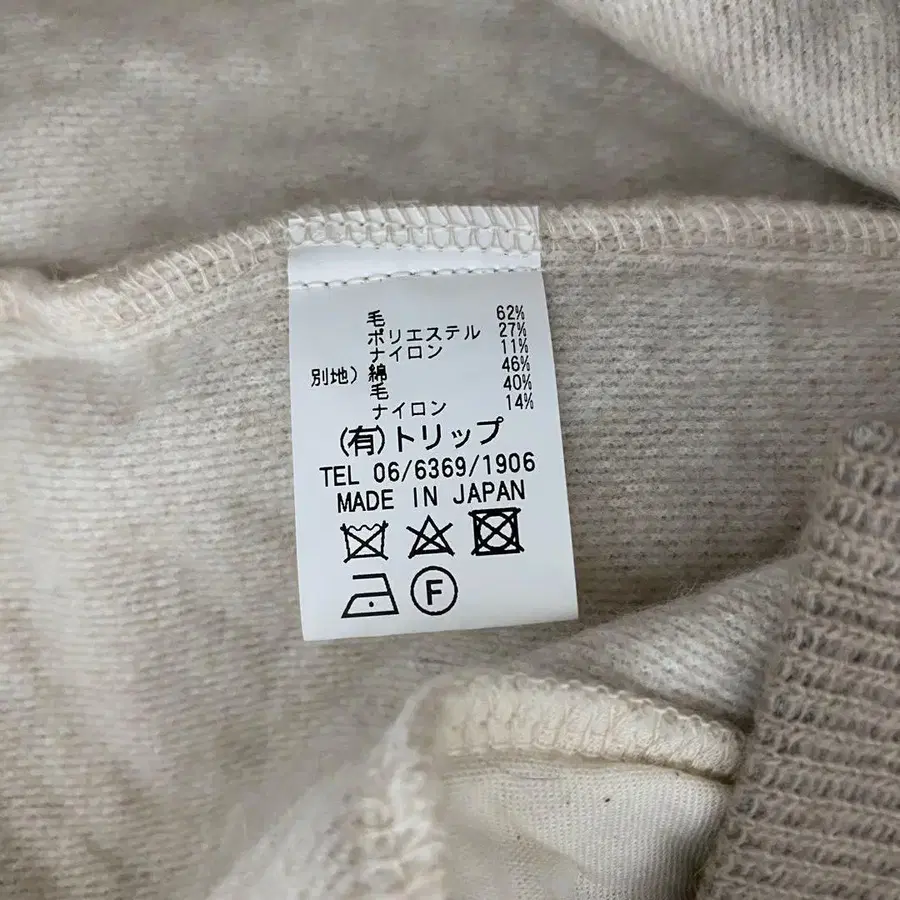 毛 62%
ポリエステル 27%
ナイロン 11%
別地) 綿 46%
毛 40%
ナイロン 14%
(有)トリップ
TEL 06/6369/1906
MADE IN JAPAN
F